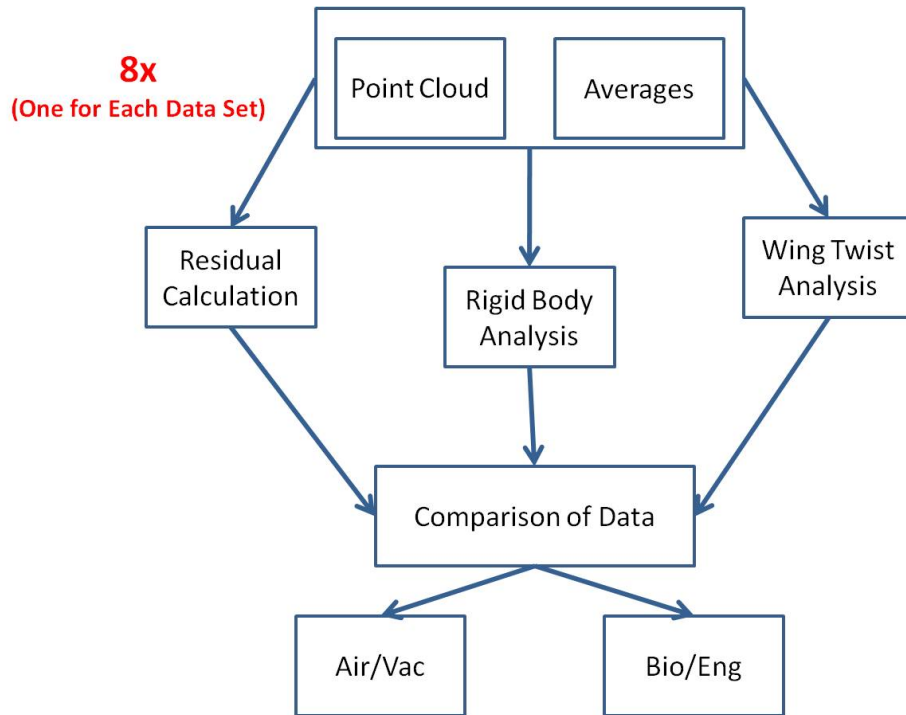 8x
(One for Each Data Set)
Point Cloud
Averages
Residual
Calculation
Rigid Body
Analysis
Wing Twist
Analysis
Comparison of Data
Air/Vac
Bio/Eng